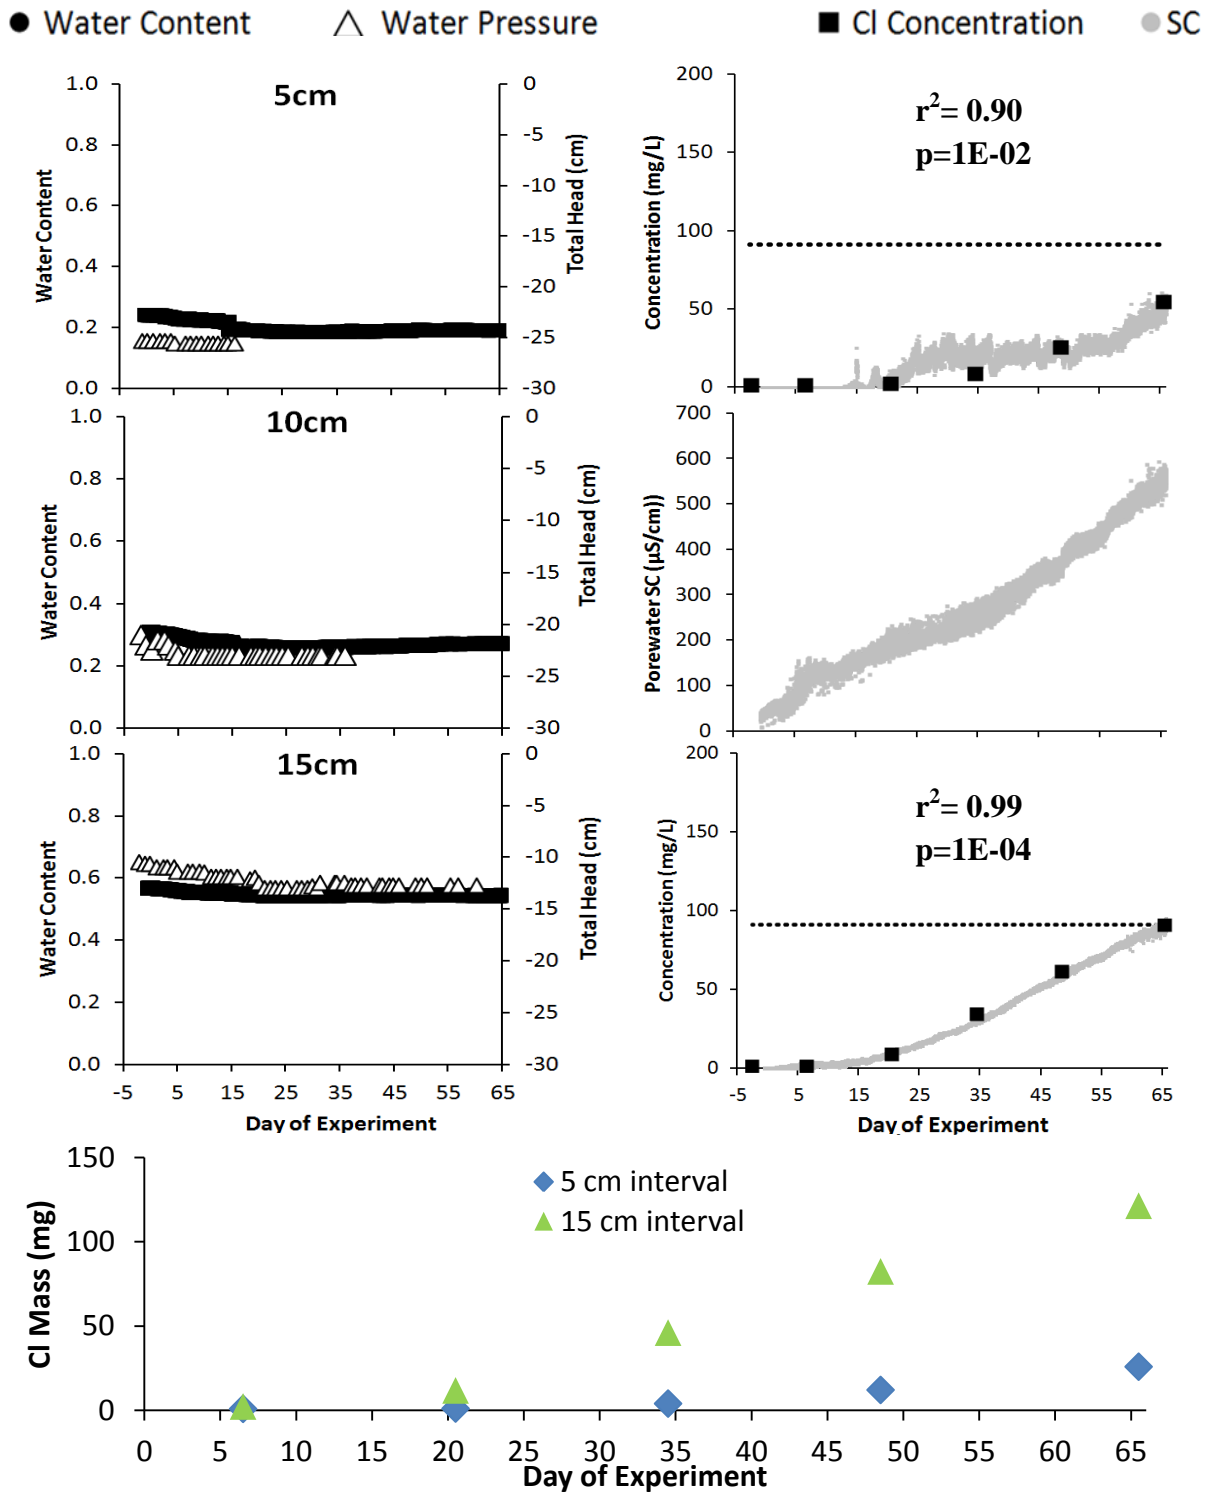 Water Content Water Pressure Cl Concentration SC
5cm
1.0
0.8
0.6
0.4
0.2
0.0
Water Content
0
-5
-10
-15
-20
-25
-30
Total Head (cm)
200
150
100
50
0
Concentration (mg/L)
r²= 0.90
p=1E-02
10cm
1.0
0.8
0.6
0.4
0.2
0.0
Water Content
0
-5
-10
-15
-20
-25
-30
Total Head (cm)
700
600
500
400
300
200
100
0
Porewater SC (µS/cm))
15cm
1.0
0.8
0.6
0.4
0.2
0.0
Water Content
0
-5
-10
-15
-20
-25
-30
Total Head (cm)
-5 5 15 25 35 45 55 65
Day of Experiment
200
150
100
50
0
Concentration (mg/L)
r²= 0.99
p=1E-04
-5 5 15 25 35 45 55 65
Day of Experiment
150
100
50
0
Cl Mass (mg)
5 cm interval
15 cm interval
0 5 10 15 20 25 30 35 40 45 50 55 60 65
Day of Experiment